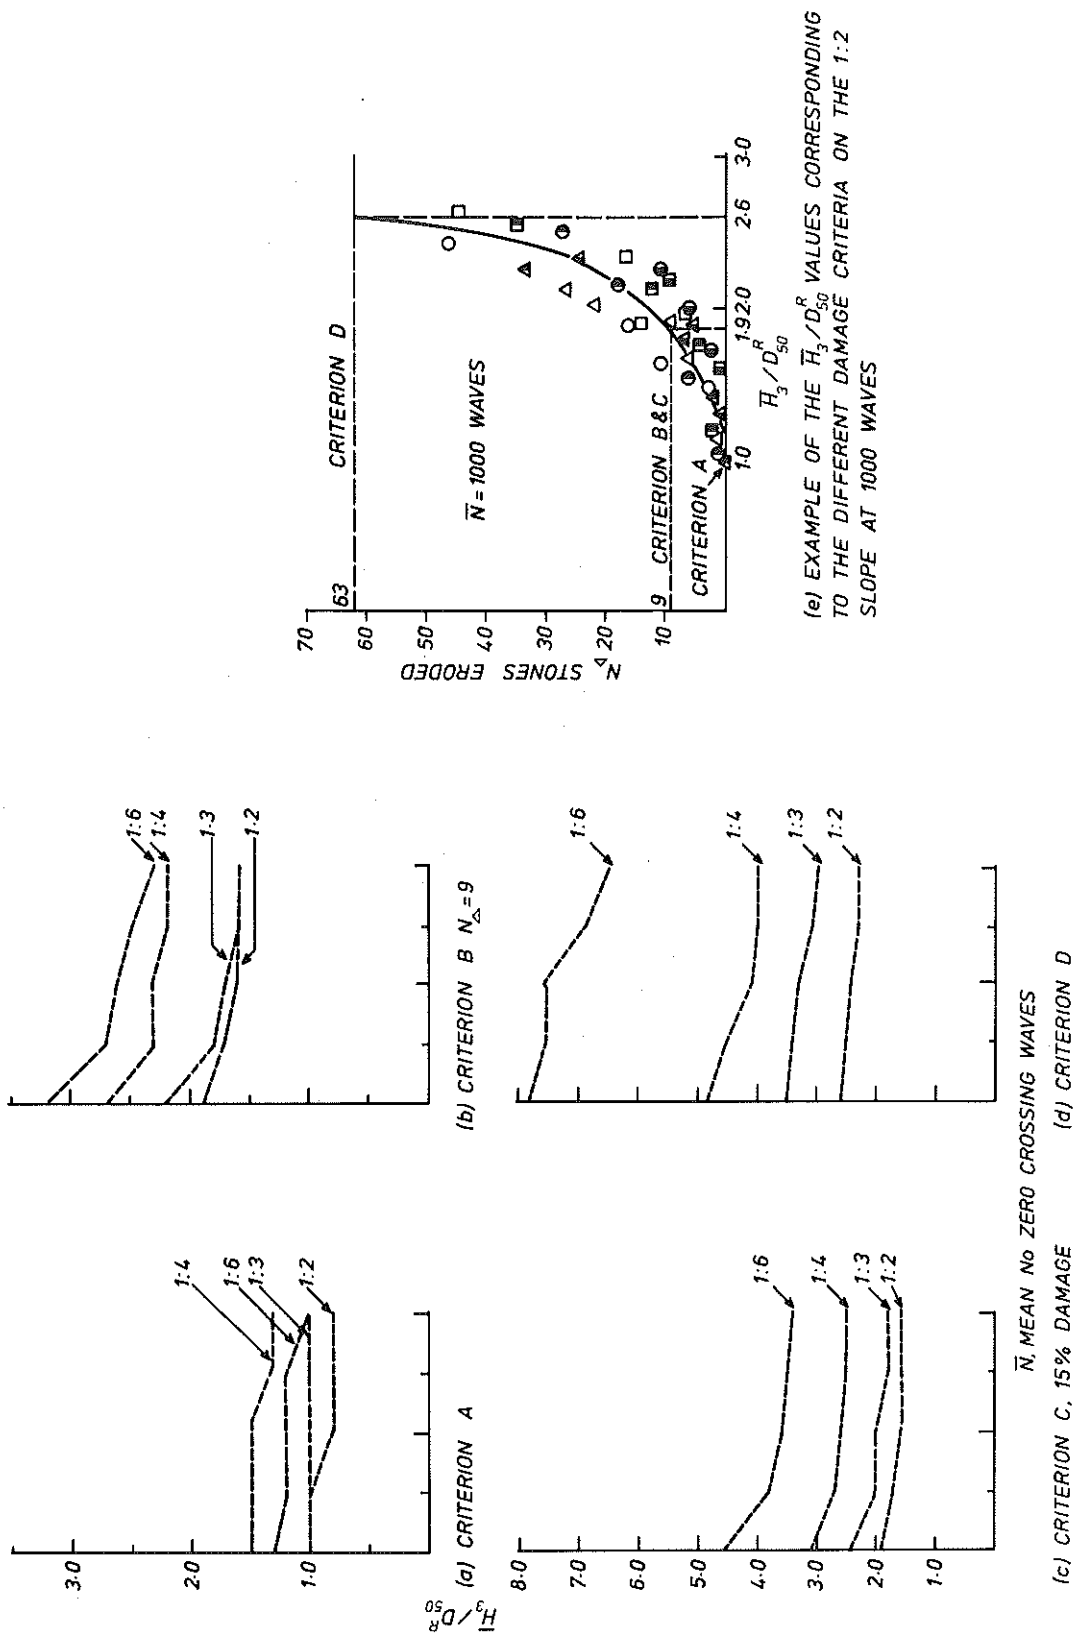 H̄₃/D₅₀ᴿ
3·0
2·0
1·0
1:4
1:6
1:3
1:2
(a) CRITERION A
1:6
1:4
1·3
1·2
(b) CRITERION B N△=9
8·0
7·0
6·0
5·0
4·0
3·0
2·0
1·0
1:6
1:4
1:3
1:2
1:6
1:4
1:3
1:2
N̄, MEAN No ZERO CROSSING WAVES
(c) CRITERION C, 15% DAMAGE
(d) CRITERION D
N△ STONES ERODED
70
60
50
40
30
20
10
63
CRITERION D
N̄ = 1000 WAVES
9 CRITERION B & C
CRITERION A
1·0
1·9
2·0
2·6
3·0
H̄₃/D₅₀ᴿ
(e) EXAMPLE OF THE H̄₃/D₅₀ᴿ VALUES CORRESPONDING
TO THE DIFFERENT DAMAGE CRITERIA ON THE 1:2
SLOPE AT 1000 WAVES